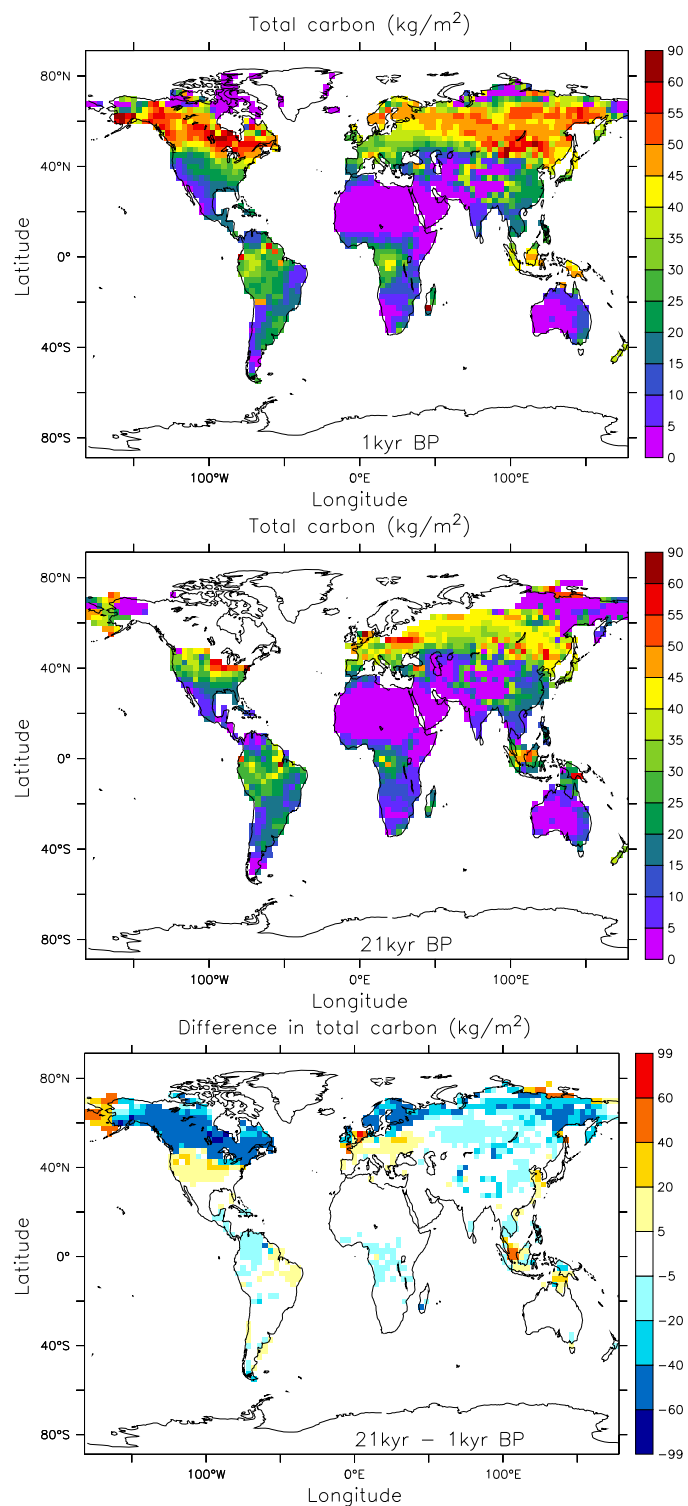 Total carbon (kg/m²)
90
60
55
50
45
40
35
30
25
20
15
10
5
0
80°N
40°N
0°
40°S
80°S
Latitude
1kyr BP
100°W
0°E
100°E
Longitude
Total carbon (kg/m²)
90
60
55
50
45
40
35
30
25
20
15
10
5
0
80°N
40°N
0°
40°S
80°S
Latitude
21kyr BP
100°W
0°E
100°E
Longitude
Difference in total carbon (kg/m²)
99
60
40
20
5
−5
−20
−40
−60
−99
80°N
40°N
0°
40°S
80°S
Latitude
21kyr − 1kyr BP
100°W
0°E
100°E
Longitude